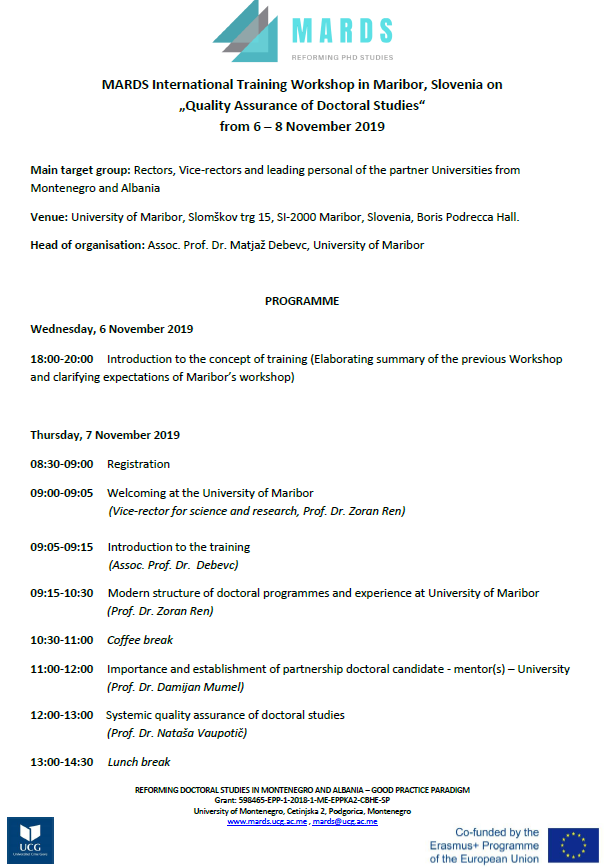 MARDS
REFORMING PHD STUDIES
MARDS International Training Workshop in Maribor, Slovenia on
„Quality Assurance of Doctoral Studies“
from 6 – 8 November 2019
Main target group: Rectors, Vice-rectors and leading personal of the partner Universities from
Montenegro and Albania
Venue: University of Maribor, Slomškov trg 15, SI-2000 Maribor, Slovenia, Boris Podrecca Hall.
Head of organisation: Assoc. Prof. Dr. Matjaž Debevc, University of Maribor
PROGRAMME
Wednesday, 6 November 2019
18:00-20:00 Introduction to the concept of training (Elaborating summary of the previous Workshop
and clarifying expectations of Maribor’s workshop)
Thursday, 7 November 2019
08:30-09:00 Registration
09:00-09:05 Welcoming at the University of Maribor
(Vice-rector for science and research, Prof. Dr. Zoran Ren)
09:05-09:15 Introduction to the training
(Assoc. Prof. Dr. Debevc)
09:15-10:30 Modern structure of doctoral programmes and experience at University of Maribor
(Prof. Dr. Zoran Ren)
10:30-11:00 Coffee break
11:00-12:00 Importance and establishment of partnership doctoral candidate - mentor(s) – University
(Prof. Dr. Damijan Mumel)
12:00-13:00 Systemic quality assurance of doctoral studies
(Prof. Dr. Nataša Vaupotič)
13:00-14:30 Lunch break
REFORMING DOCTORAL STUDIES IN MONTENEGRO AND ALBANIA – GOOD PRACTICE PARADIGM
Grant: 598465-EPP-1-2018-1-ME-EPPKA2-CBHE-SP
University of Montenegro, Cetinjska 2, Podgorica, Montenegro
www.mards.ucg.ac.me , mards@ucg.ac.me
UCG
Co-funded by the
Erasmus+ Programme
of the European Union